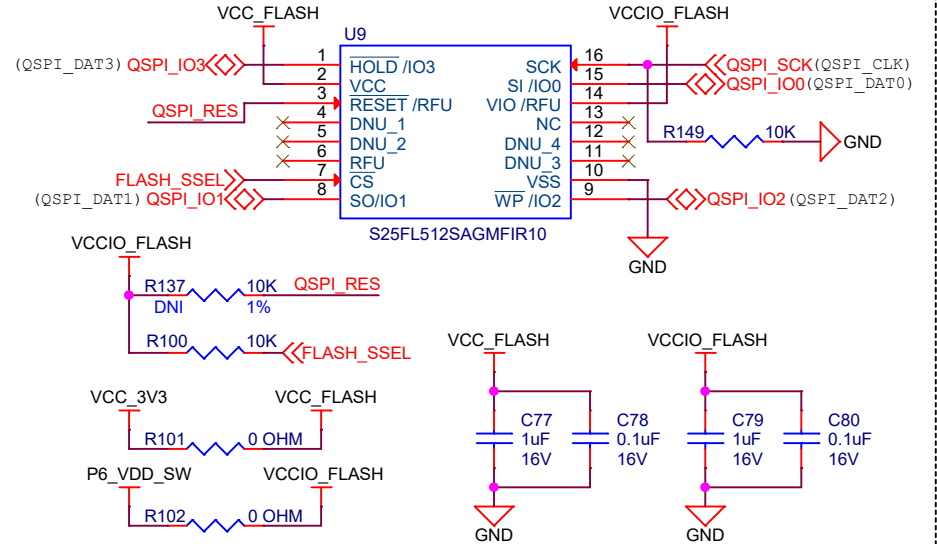 VCC_FLASH
VCCIO_FLASH
U9
(QSPI_DAT3) QSPI_IO3
1
HOLD /IO3
SCK
16
QSPI_SCK(QSPI_CLK)
2
VCC
SI /IO0
15
QSPI_IO0(QSPI_DAT0)
QSPI_RES
3
RESET /RFU
VIO /RFU
14
4
DNU_1
NC
13
5
DNU_2
DNU_4
12
R149
10K
GND
6
RFU
DNU_3
11
FLASH_SSEL
7
CS
VSS
10
(QSPI_DAT1) QSPI_IO1
8
SO/IO1
WP /IO2
9
QSPI_IO2(QSPI_DAT2)
S25FL512SAGMFIR10
GND
VCCIO_FLASH
R137
10K
QSPI_RES
DNI
1%
R100
10K
FLASH_SSEL
VCC_3V3
VCC_FLASH
R101
0 OHM
P6_VDD_SW
VCCIO_FLASH
R102
0 OHM
VCC_FLASH
C77
1uF
16V
C78
0.1uF
16V
GND
VCCIO_FLASH
C79
1uF
16V
C80
0.1uF
16V
GND